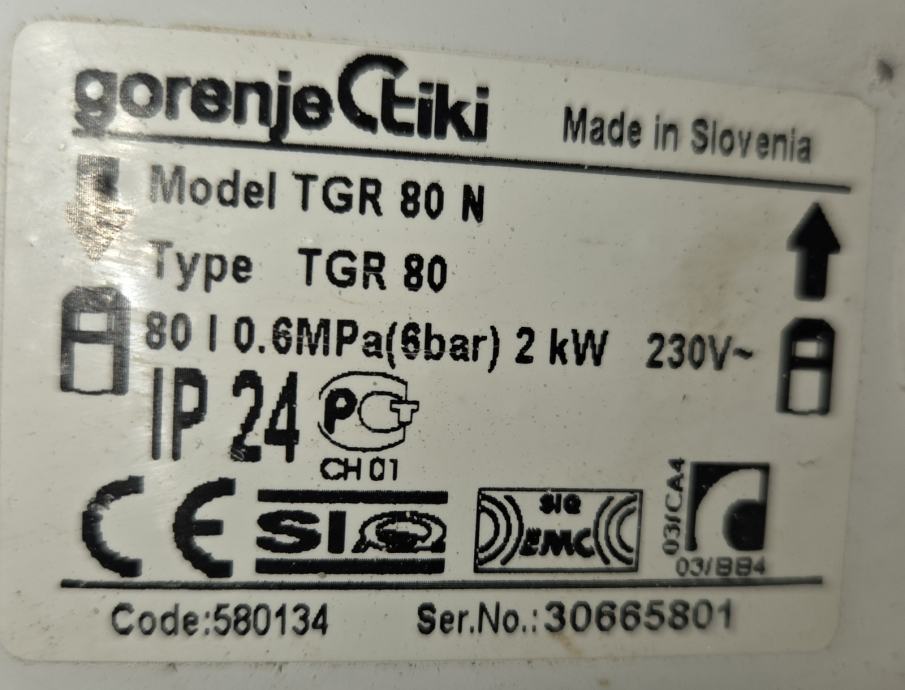 gorenje tiki Made in Slovenia
Model TGR 80 N
Type TGR 80
80 l 0.6MPa(6bar) 2 kW 230V~
IP 24 PCT
CH 01
CE SIQ SIQ EMC 03/CA4
03/BB4
Code:580134 Ser.No.:30665801